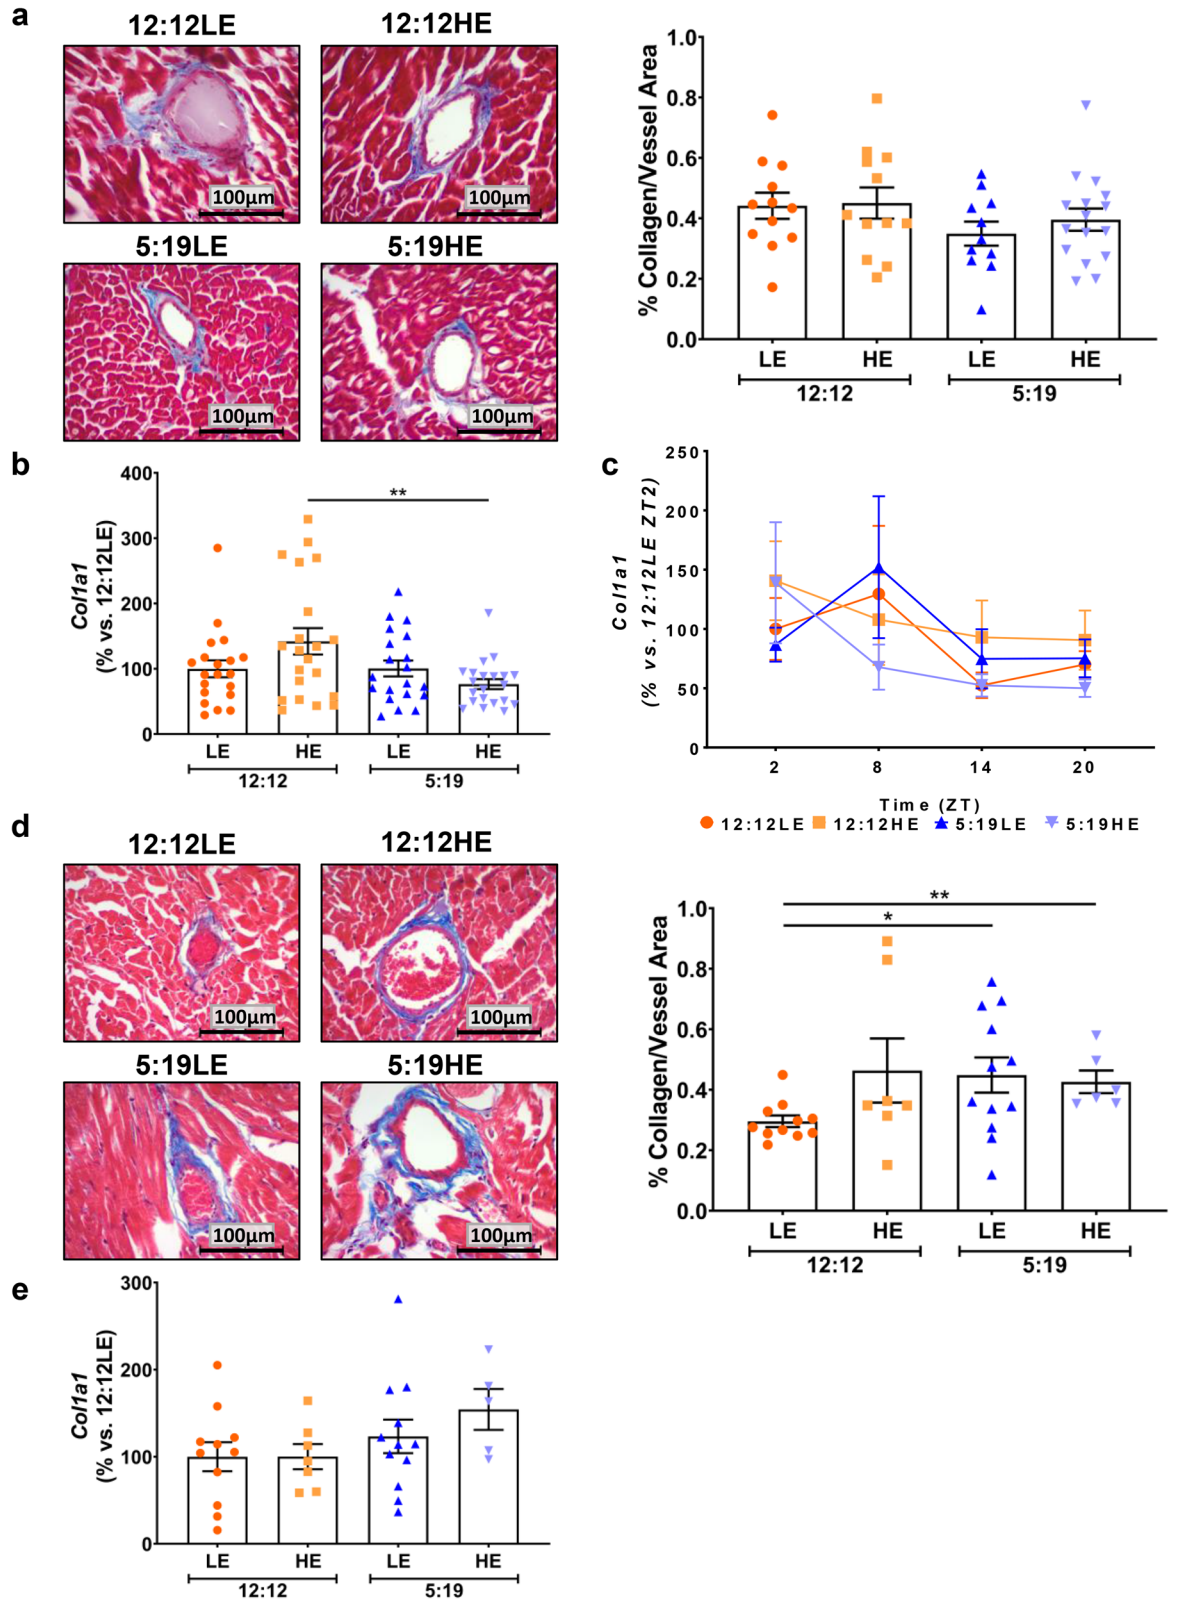 a
12:12LE
12:12HE
100µm
100µm
5:19LE
5:19HE
100µm
100µm
% Collagen/Vessel Area
1.0
0.8
0.6
0.4
0.2
0.0
LE
HE
LE
HE
12:12
5:19
b
Col1a1
(% vs. 12:12LE)
400
300
200
100
0
**
LE
HE
LE
HE
12:12
5:19
c
Col1a1
(% vs. 12:12LE ZT2)
250
200
150
100
50
0
2
8
14
20
Time (ZT)
12:12LE
12:12HE
5:19LE
5:19HE
d
12:12LE
12:12HE
100µm
100µm
5:19LE
5:19HE
100µm
100µm
% Collagen/Vessel Area
1.0
0.8
0.6
0.4
0.2
0.0
**
*
LE
HE
LE
HE
12:12
5:19
e
Col1a1
(% vs. 12:12LE)
300
200
100
0
LE
HE
LE
HE
12:12
5:19